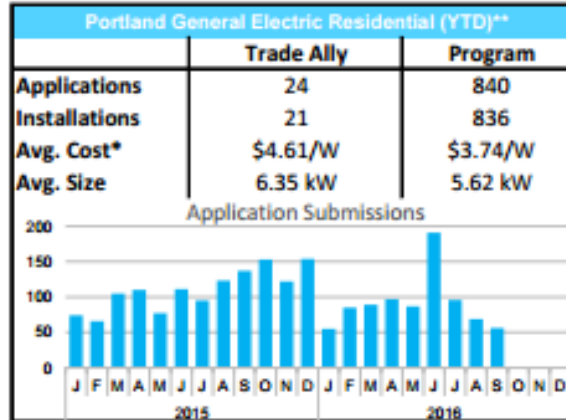 Portland General Electric Residential (YTD)**
Trade Ally Program
Applications 24 840
Installations 21 836
Avg. Cost* $4.61/W $3.74/W
Avg. Size 6.35 kW 5.62 kW
Application Submissions
200
150
100
50
0
J F M A M J J A S O N D J F M A M J J A S O N D
2015 2016